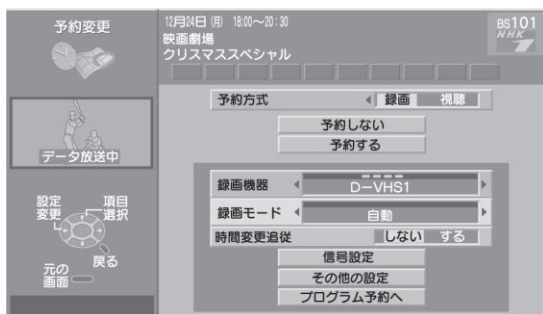 予約変更
12月24日(月) 18:00〜20:30
映画劇場
クリスマススペシャル
BS101
NHK
7
データ放送中
設定変更
項目選択
戻る
元の画面
予約方式
録画 視聴
予約しない
予約する
録画機器
D-VHS1
録画モード
自動
時間変更追従
しない する
信号設定
その他の設定
プログラム予約へ